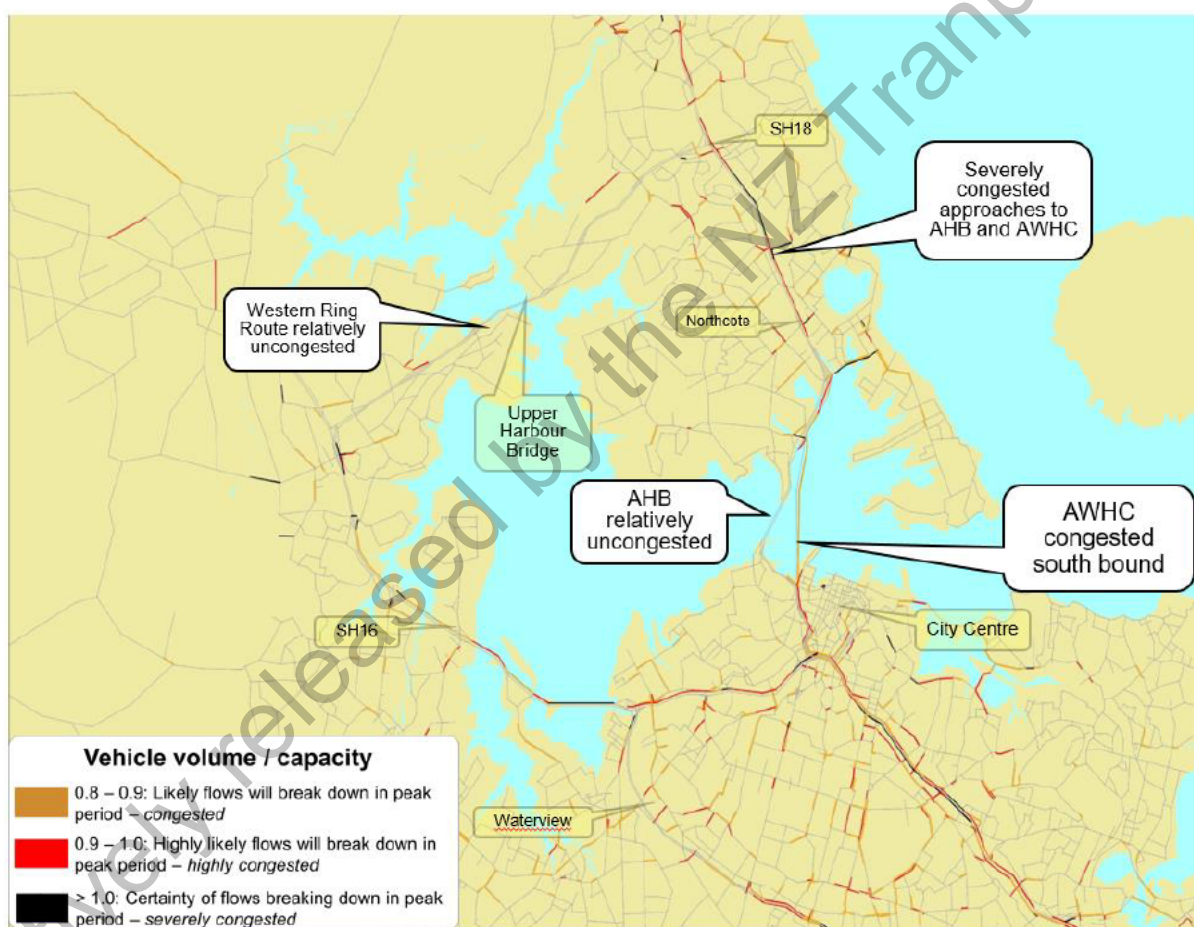 SH18
Severely
congested
approaches to
AHB and AWHC
Western Ring
Route relatively
uncongested
Northcote
Upper
Harbour
Bridge
AHB
relatively
uncongested
AWHC
congested
south bound
City Centre
SH16
Waterview
Vehicle volume / capacity
0.8 – 0.9: Likely flows will break down in peak
period – congested
0.9 – 1.0: Highly likely flows will break down in
peak period – highly congested
> 1.0: Certainty of flows breaking down in peak
period – severely congested
vely released by the NZ Tranp